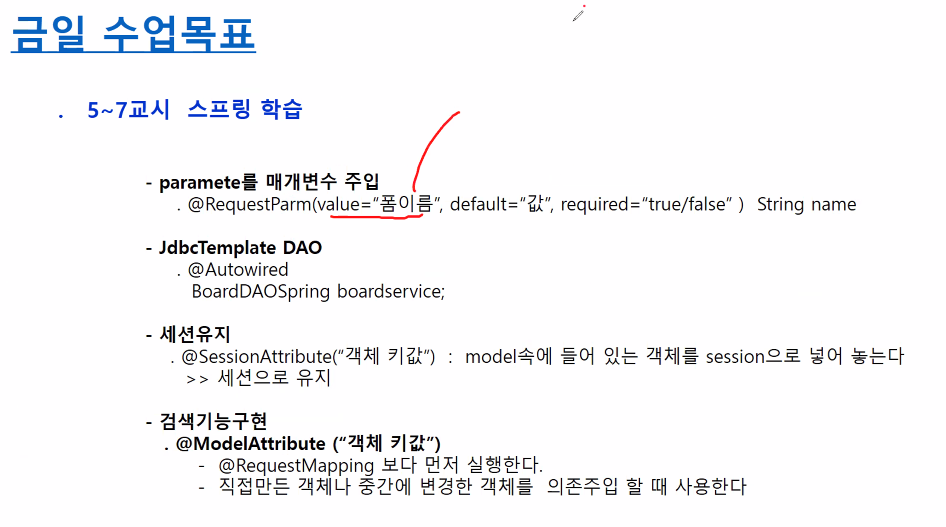 금일 수업목표
. 5~7교시 스프링 학습
- paramete를 매개변수 주입
. @RequestParm(value=“폼이름”, default=“값”, required=“true/false” ) String name
- JdbcTemplate DAO
. @Autowired
BoardDAOSpring boardservice;
- 세션유지
. @SessionAttribute(“객체 키값”) : model속에 들어 있는 객체를 session으로 넣어 놓는다
>> 세션으로 유지
- 검색기능구현
. @ModelAttribute (“객체 키값”)
- @RequestMapping 보다 먼저 실행한다.
- 직접만든 객체나 중간에 변경한 객체를 의존주입 할 때 사용한다